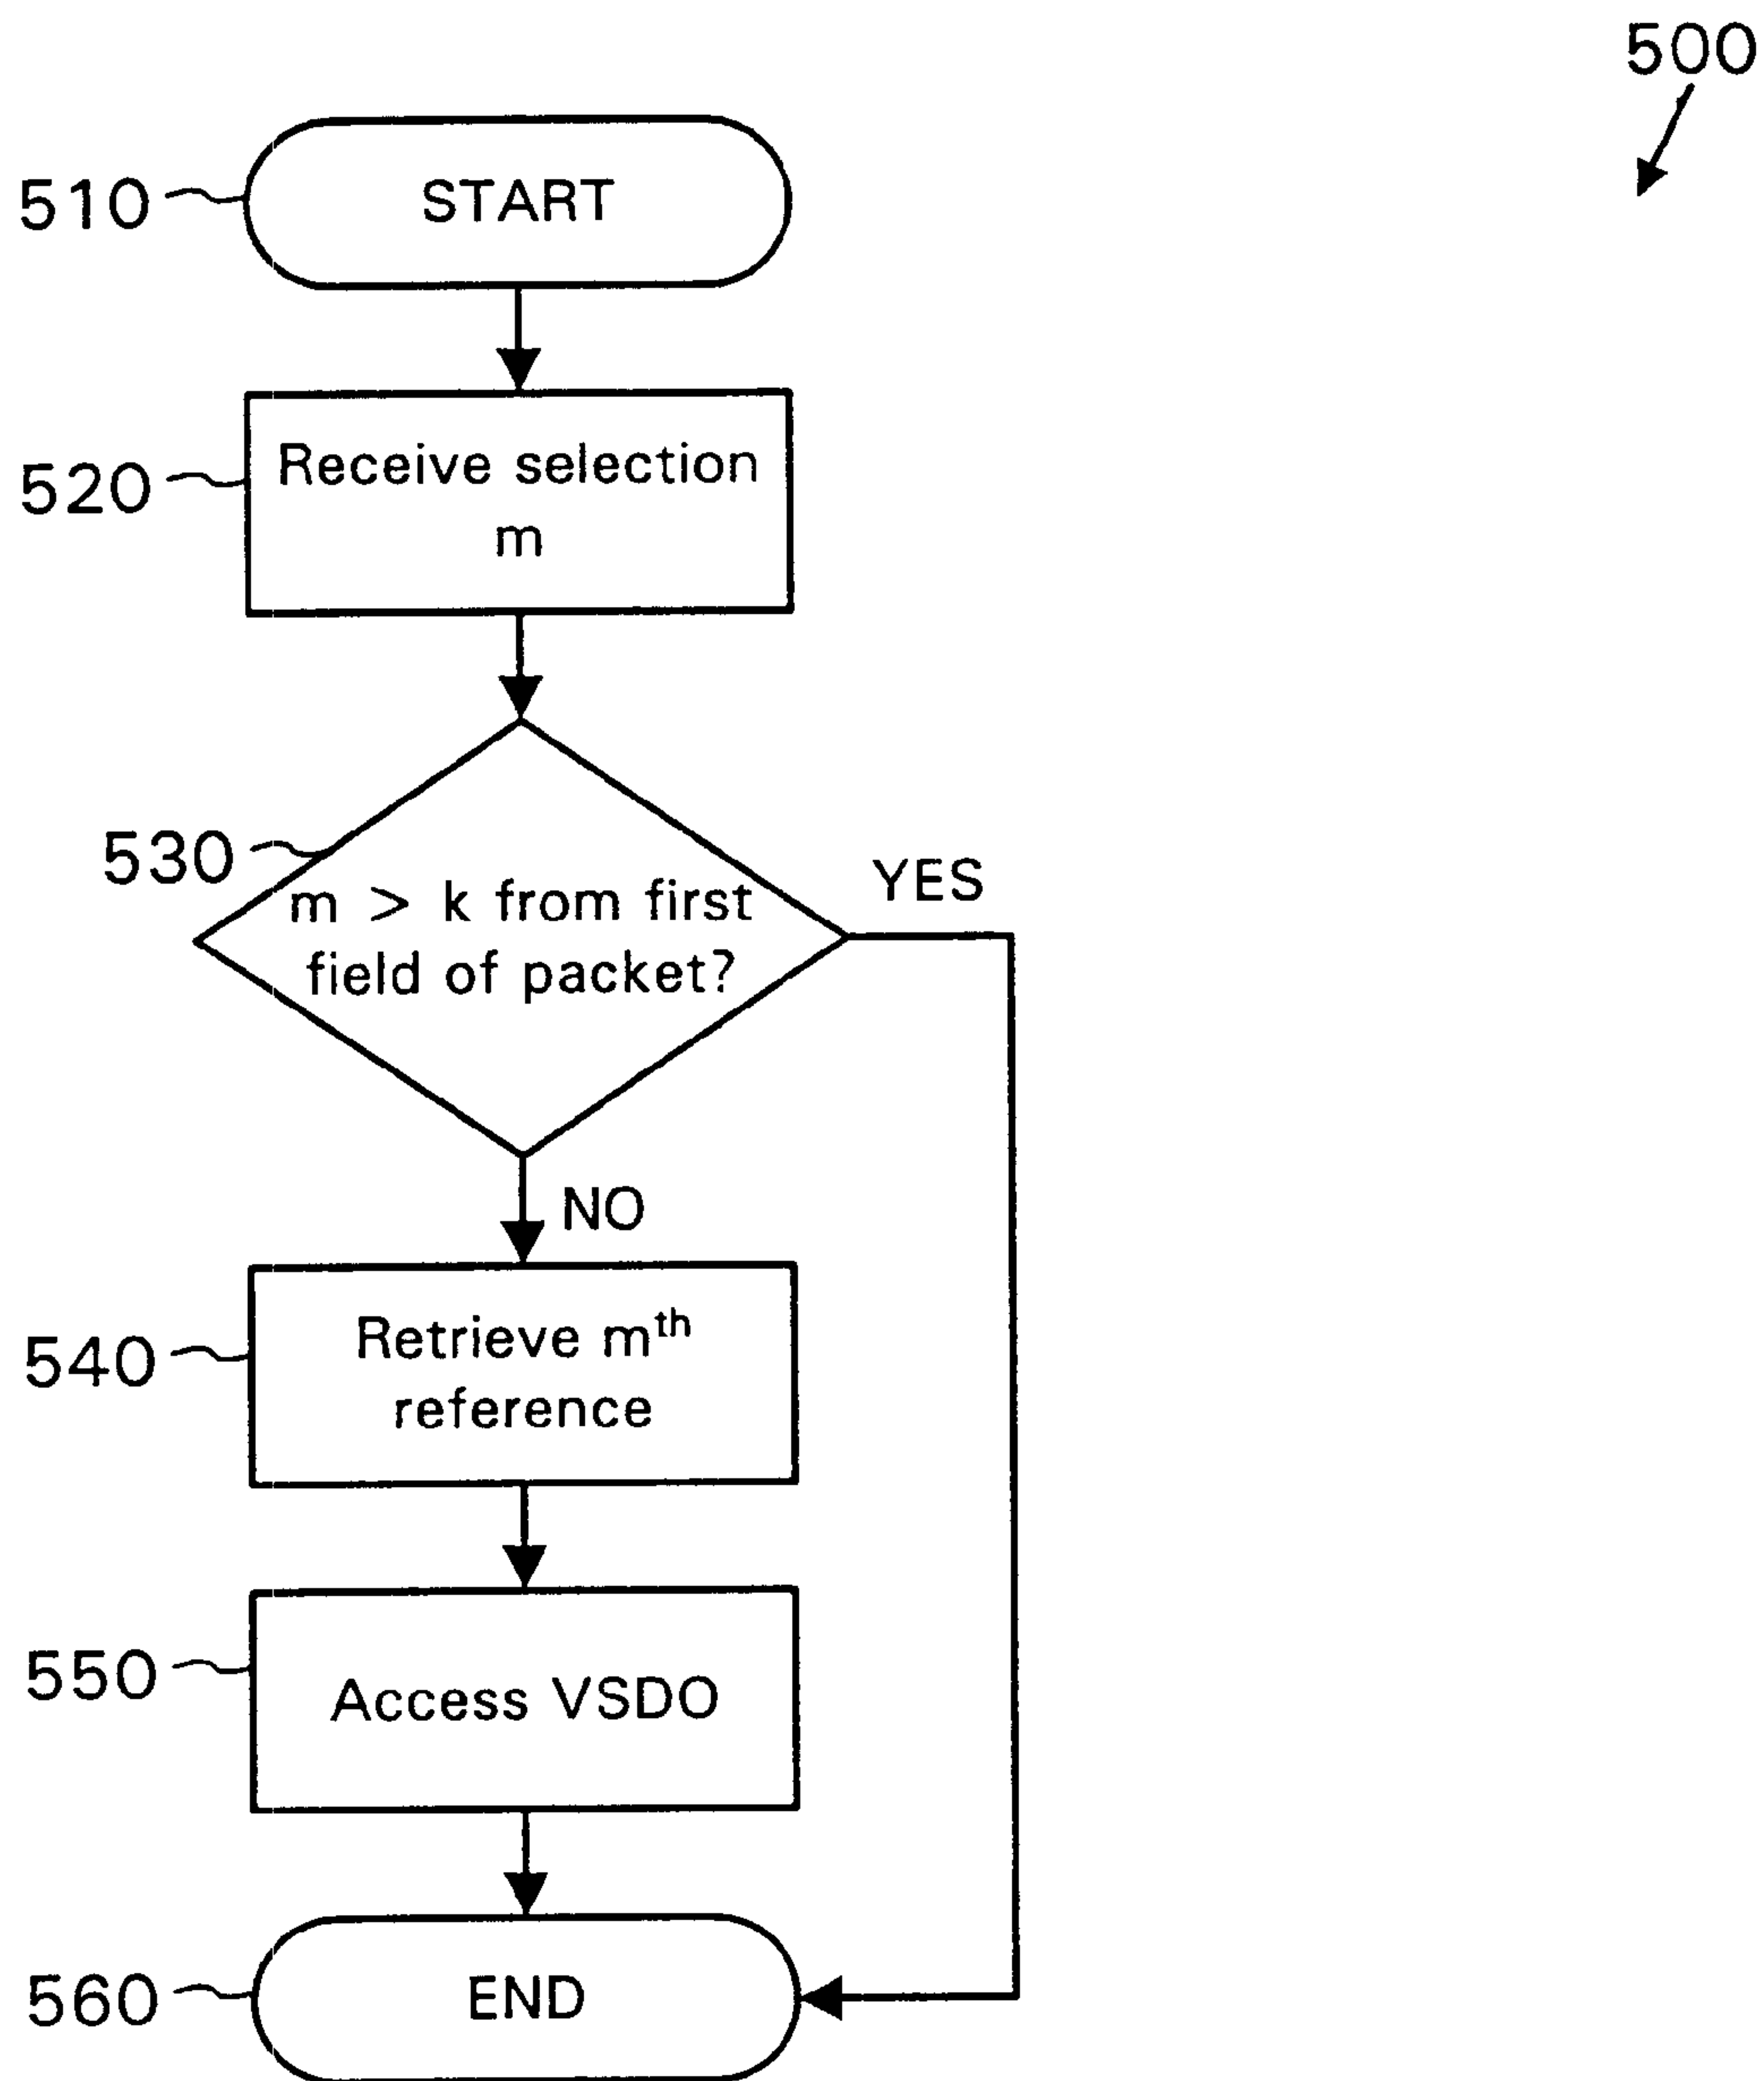 500
510
START
520
Receive selection
m
530
m > k from first
field of packet?
YES
NO
540
Retrieve mth
reference
550
Access VSDO
560
END